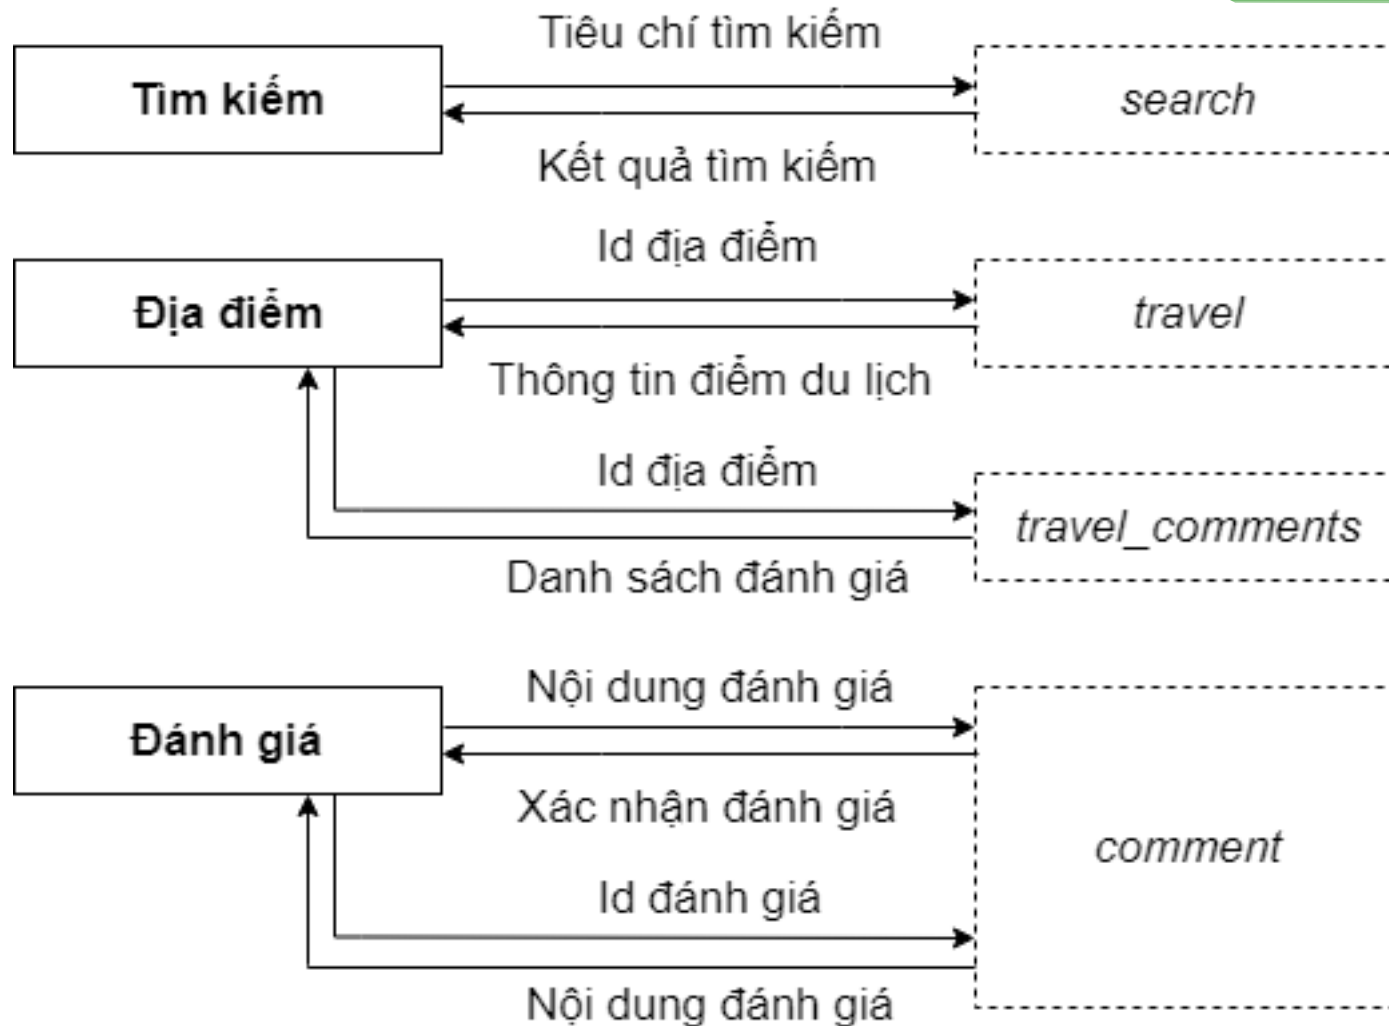 Tiêu chí tìm kiếm
Tìm kiếm
search
Kết quả tìm kiếm
Id địa điểm
Địa điểm
travel
Thông tin điểm du lịch
Id địa điểm
travel_comments
Danh sách đánh giá
Nội dung đánh giá
Đánh giá
Xác nhận đánh giá
comment
Id đánh giá
Nội dung đánh giá